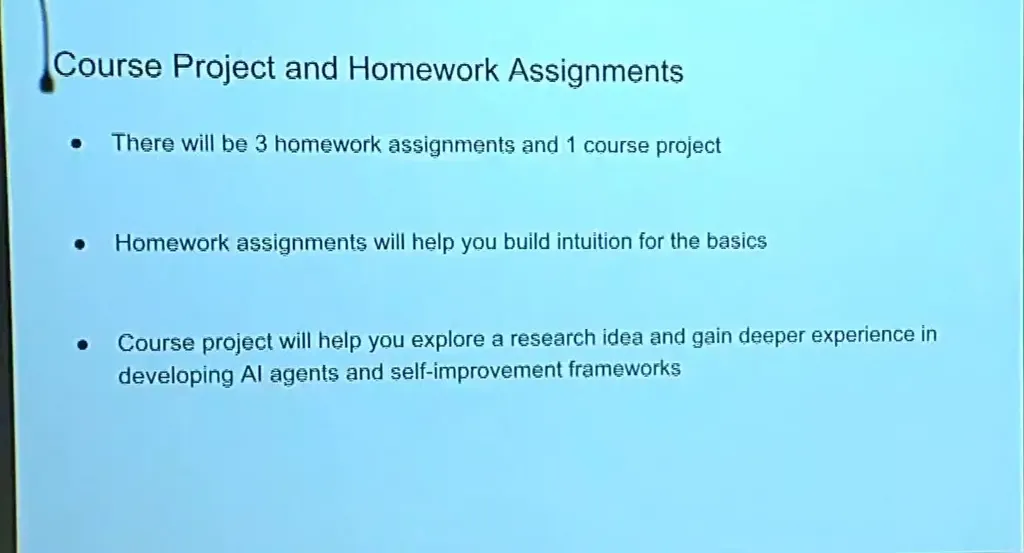 Course Project and Homework Assignments
● There will be 3 homework assignments and 1 course project
● Homework assignments will help you build intuition for the basics
● Course project will help you explore a research idea and gain deeper experience in
developing AI agents and self-improvement frameworks